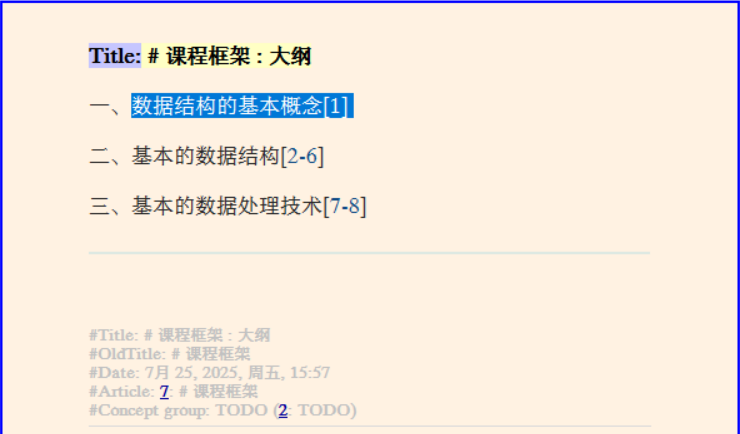 Title: # 课程框架 : 大纲
一、数据结构的基本概念[1]
二、基本的数据结构[2-6]
三、基本的数据处理技术[7-8]
#Title: # 课程框架 : 大纲
#OldTitle: # 课程框架
#Date: 7月 25, 2025, 周五, 15:57
#Article: 7: # 课程框架
#Concept group: TODO (2: TODO)